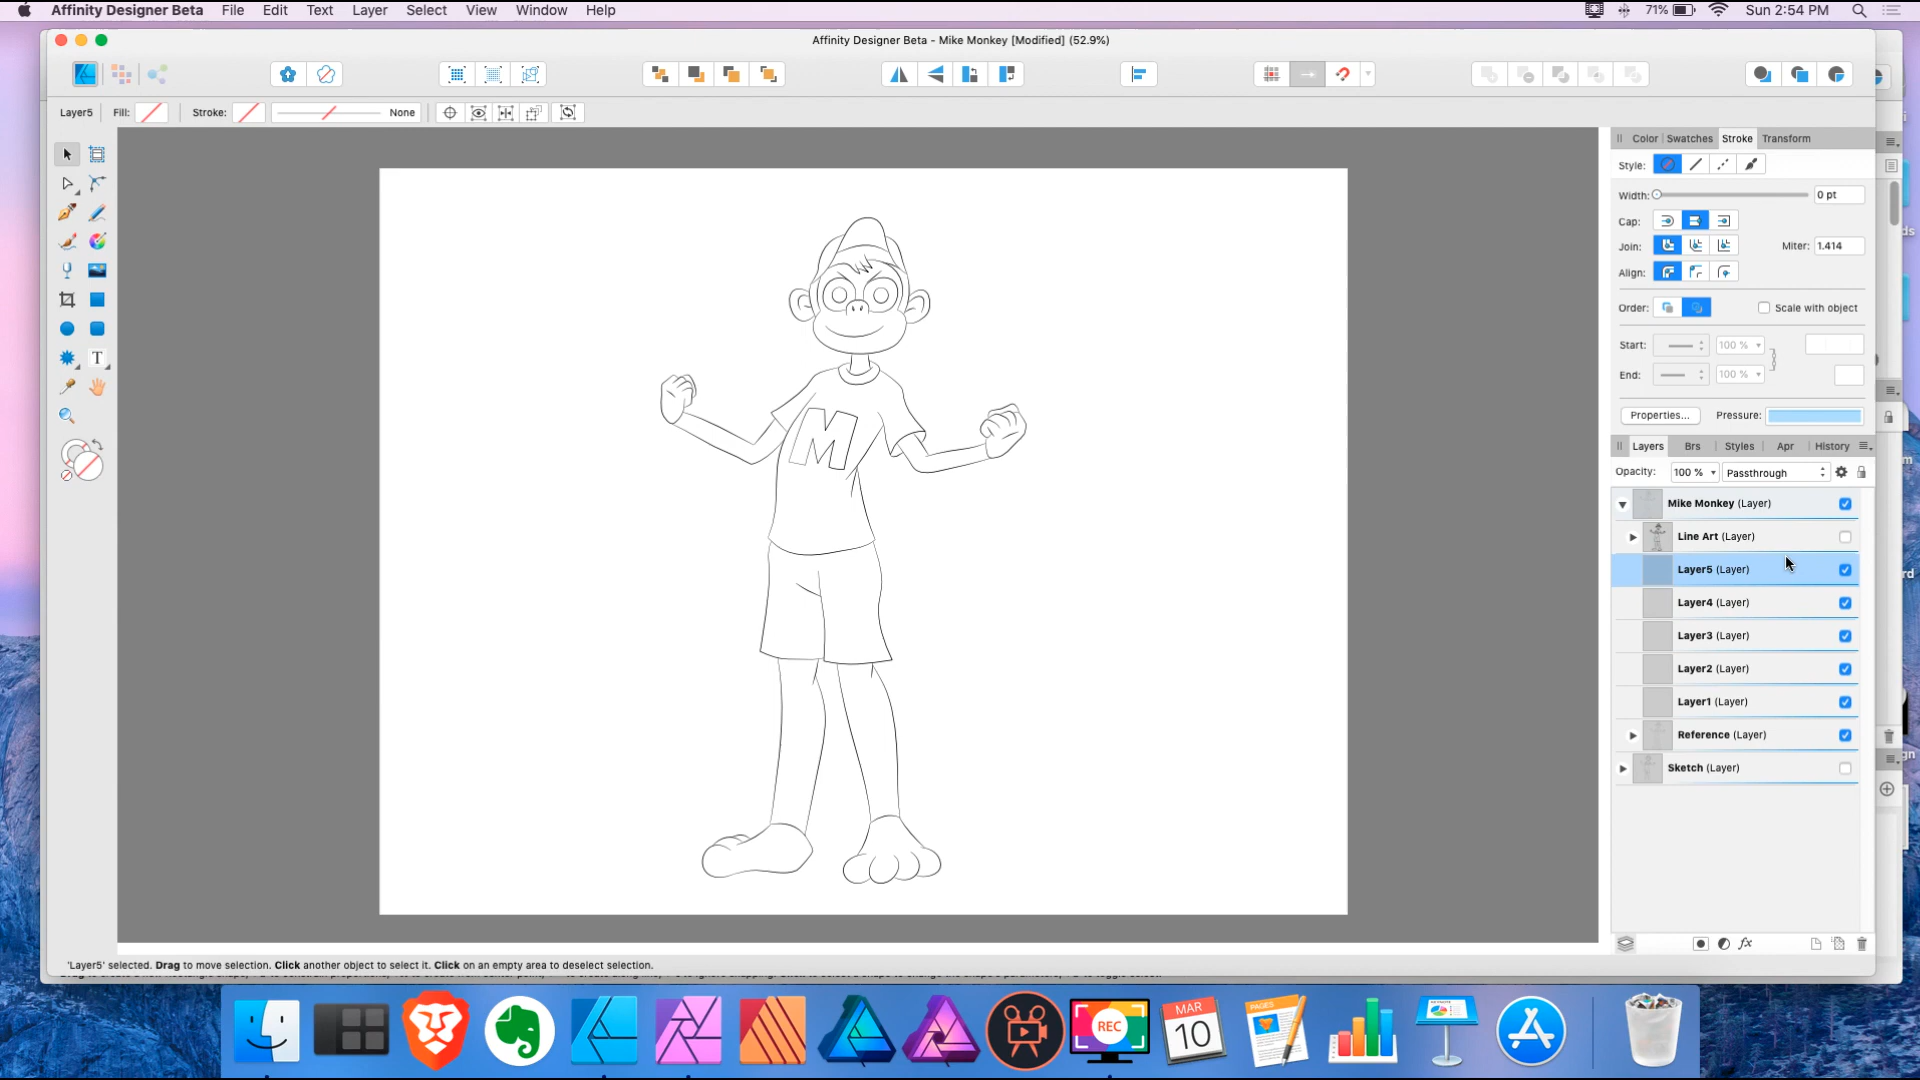 Affinity Designer Beta File Edit Text Layer Select View Window Help 71% Sun 2:54 PM
Affinity Designer Beta - Mike Monkey [Modified] (52.9%)
Layer5 Fill: Stroke: None
Color Swatches Stroke Transform
Style:
Width: 0 pt
Cap:
Join: Miter: 1.414
Align:
Order: Scale with object
Start: 100 %
End: 100 %
Properties... Pressure:
Layers Brs Styles Apr History
Opacity: 100 % Passthrough
Mike Monkey (Layer)
Line Art (Layer)
Layer5 (Layer)
Layer4 (Layer)
Layer3 (Layer)
Layer2 (Layer)
Layer1 (Layer)
Reference (Layer)
Sketch (Layer)
M
T
fx
'Layer5' selected. Drag to move selection. Click another object to select it. Click on an empty area to deselect selection.
REC
MAR
10
PAGES